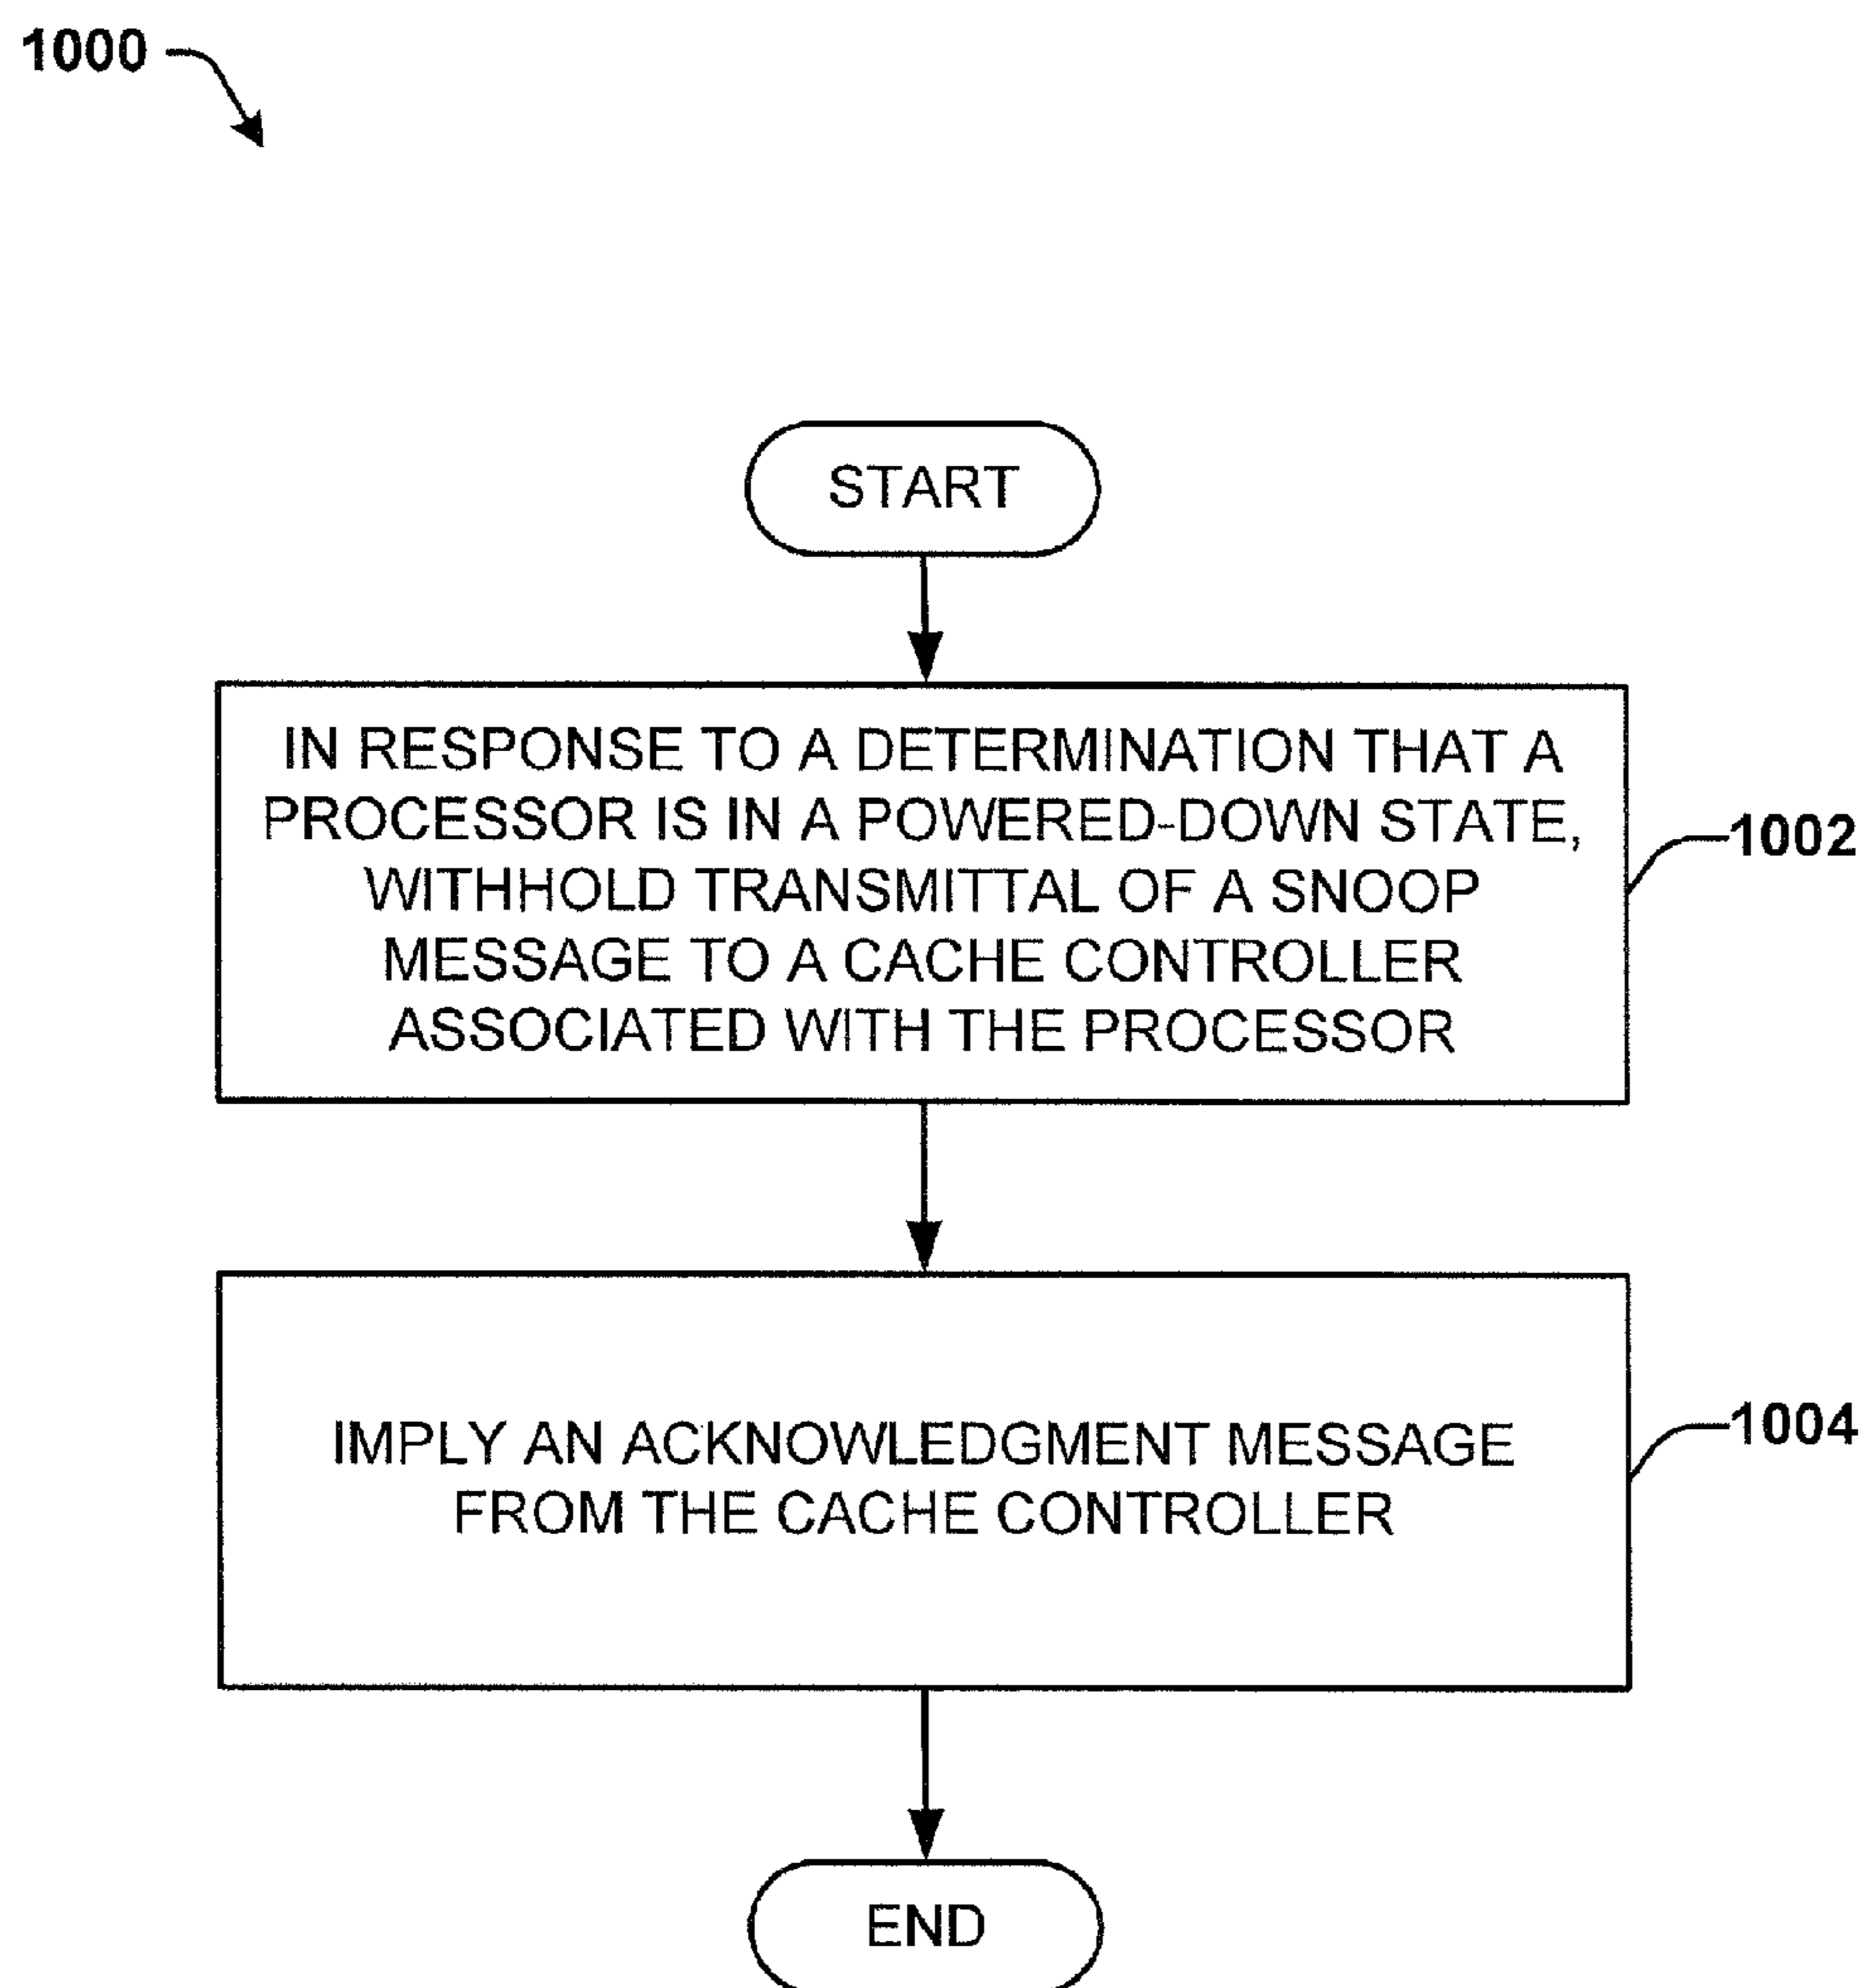 1000
START
IN RESPONSE TO A DETERMINATION THAT A
PROCESSOR IS IN A POWERED-DOWN STATE,
WITHHOLD TRANSMITTAL OF A SNOOP
MESSAGE TO A CACHE CONTROLLER
ASSOCIATED WITH THE PROCESSOR
1002
IMPLY AN ACKNOWLEDGMENT MESSAGE
FROM THE CACHE CONTROLLER
1004
END